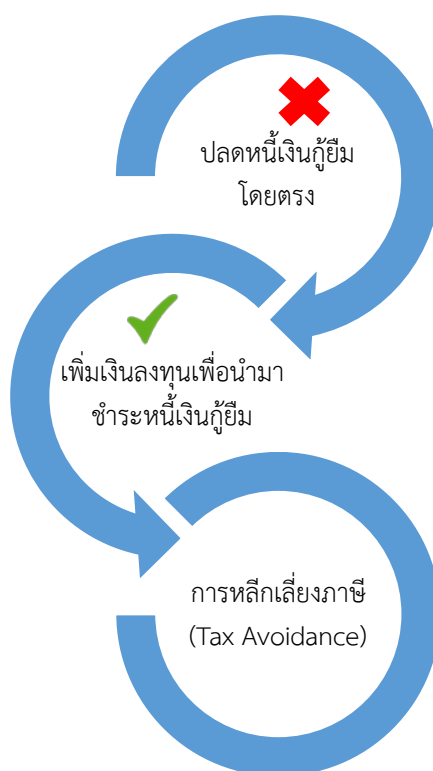 ปลดหนี้เงินกู้ยืม
โดยตรง
เพิ่มเงินลงทุนเพื่อนำมา
ชำระหนี้เงินกู้ยืม
การหลีกเลี่ยงภาษี
(Tax Avoidance)